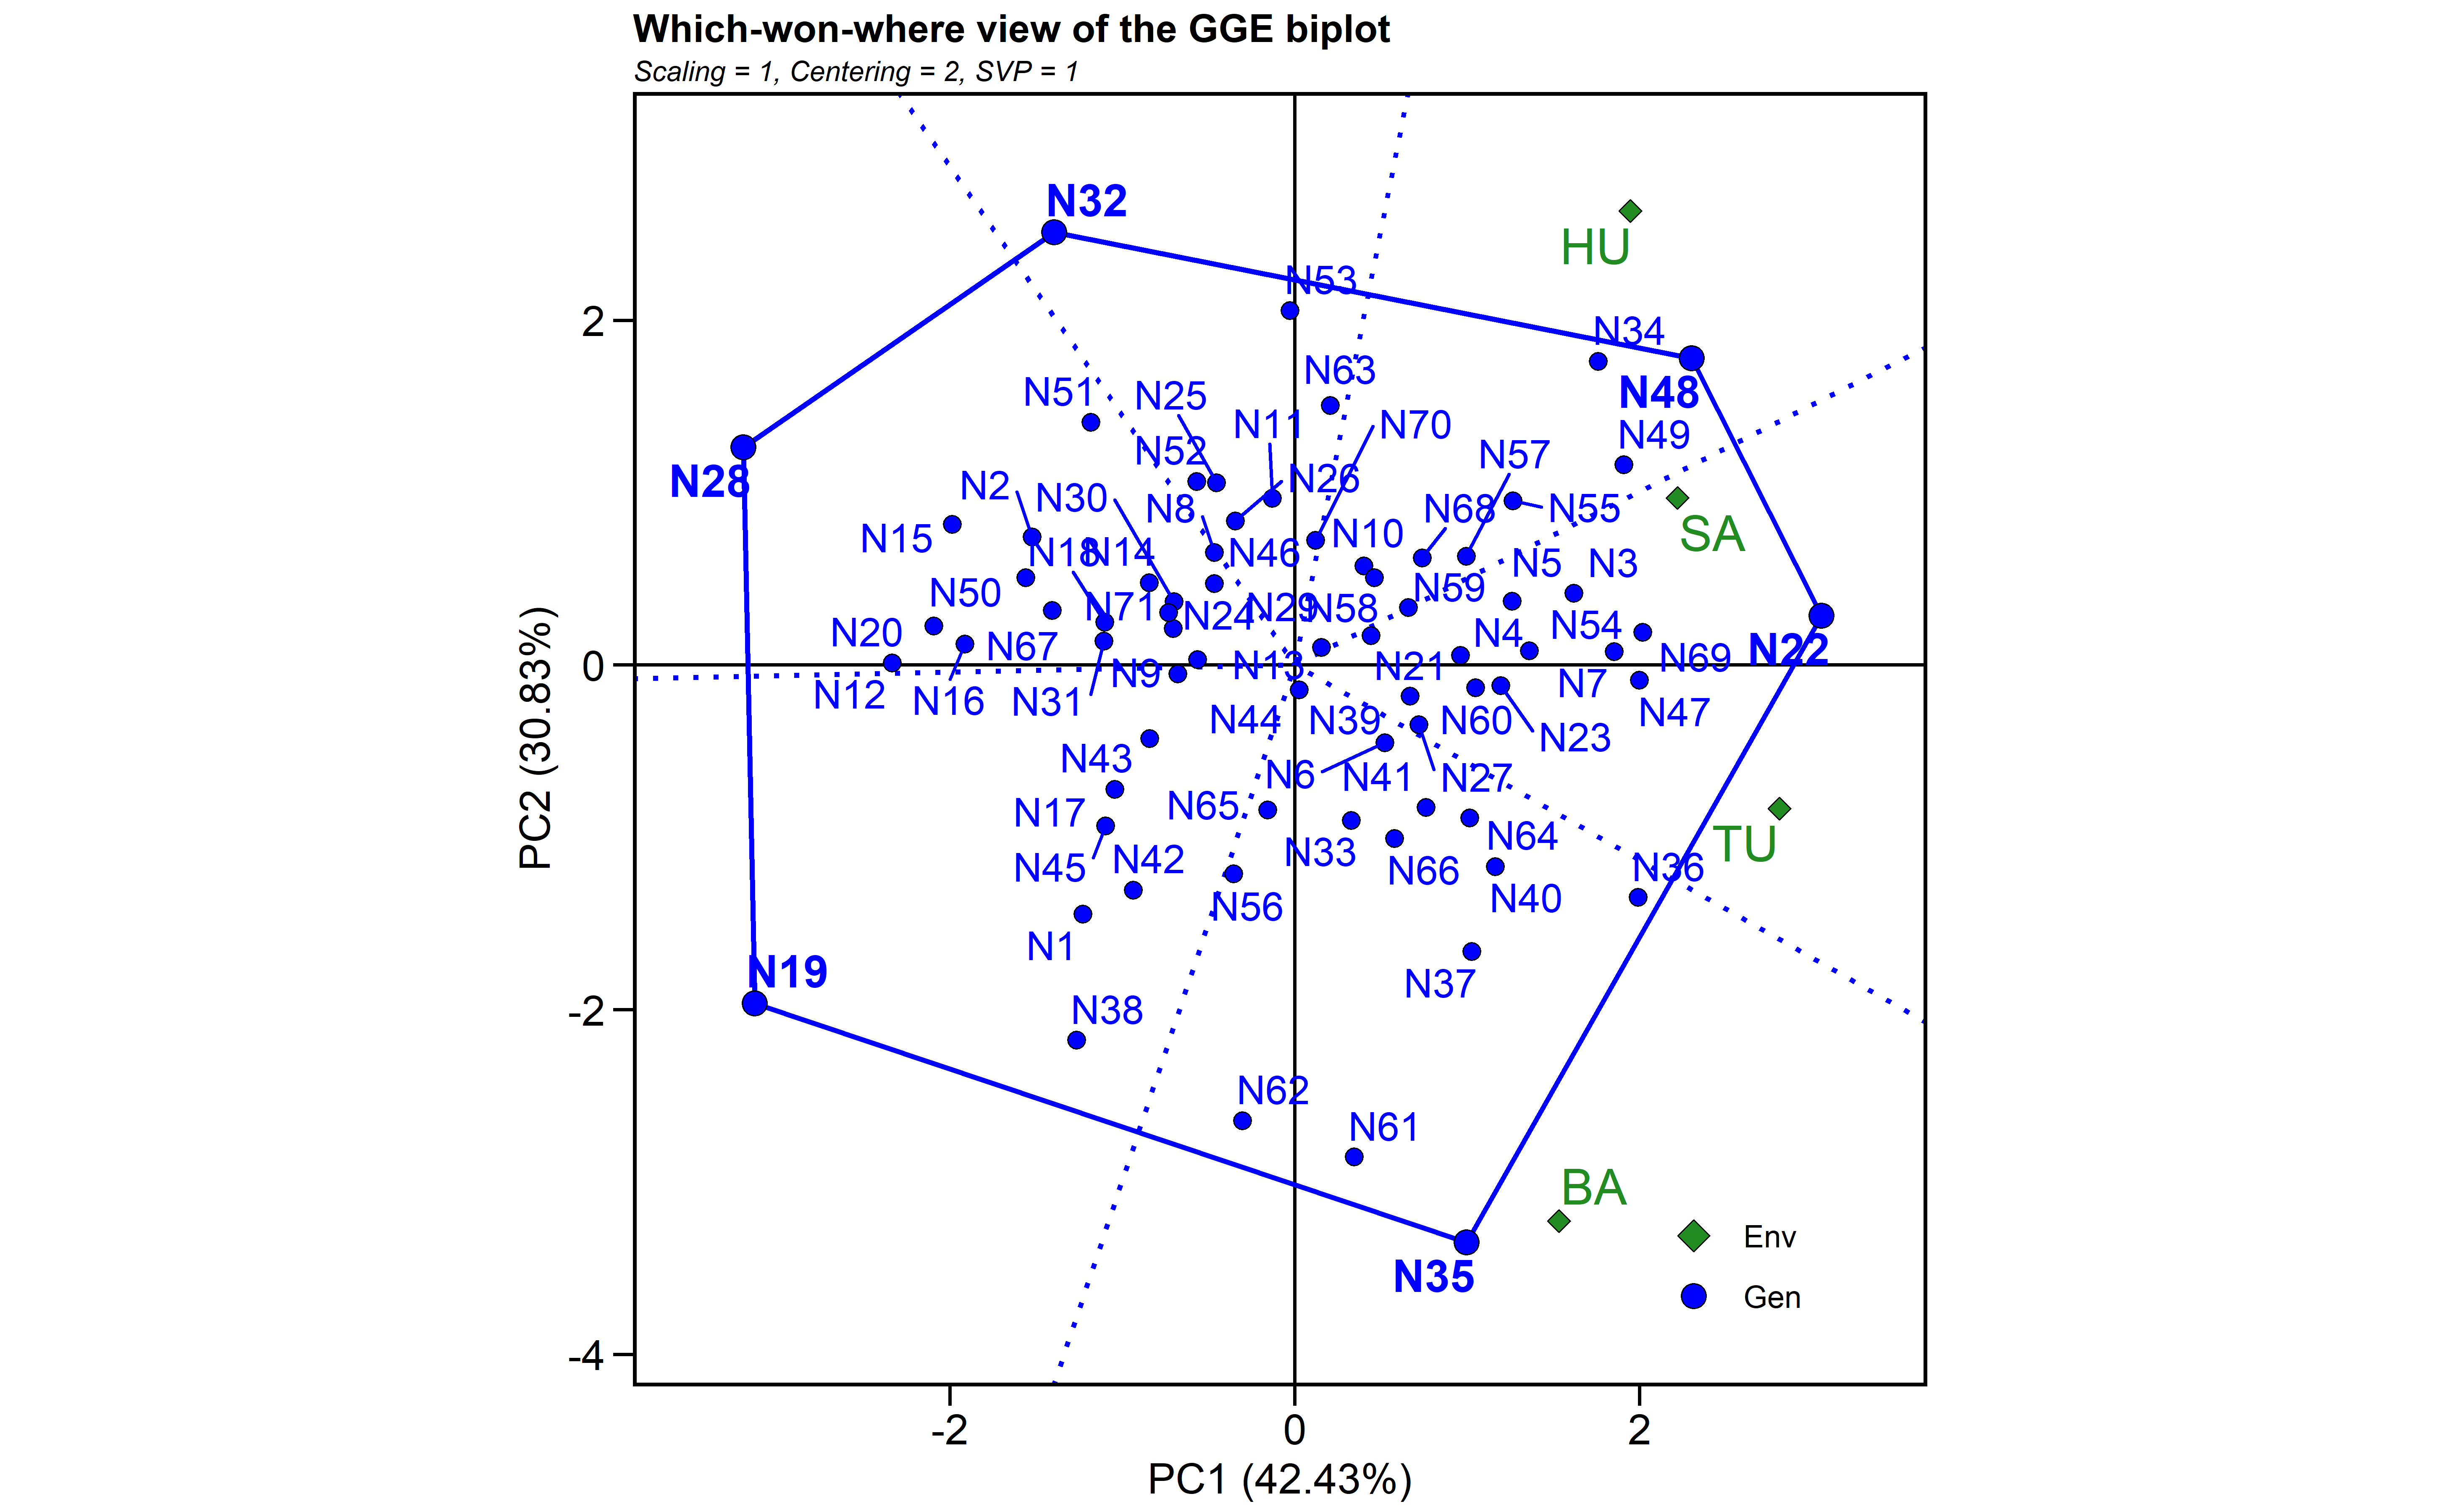 Which-won-where view of the GGE biplot
Scaling = 1, Centering = 2, SVP = 1
N32
HU
N53
2
N34
N63
N51
N25
N48
N11
N70
N49
N52
N57
N28
N2
N30
N26
N8
N68
N55
N15
N10
SA
N18
N14
N46
N5
N3
N50
N59
N71
N24
N29
N58
N20
N67
N4
N54
N22
0
N9
N13
N21
N69
N12
N16
N31
N7
N47
N44
N39
N60
N23
N43
N6
N41
N27
N17
N65
N45
N42
N33
N66
N64
TU
N36
N56
N40
N1
N19
N37
-2
N38
N62
N61
BA
Env
N35
Gen
-4
-2
0
2
PC1 (42.43%)
PC2 (30.83%)